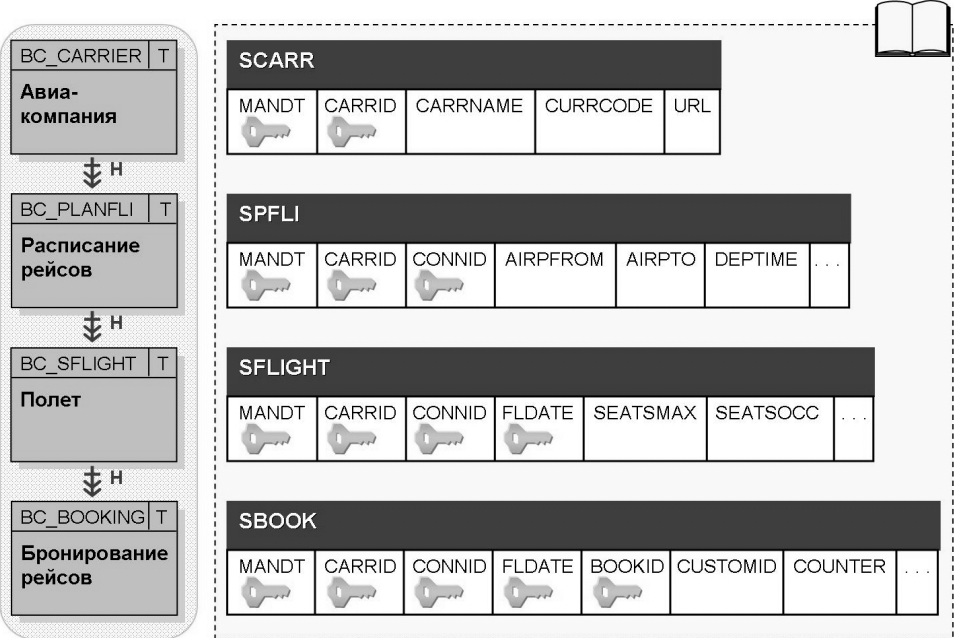 BC_CARRIER T
Авиа-
компания
H
BC_PLANFLI T
Расписание
рейсов
H
BC_SFLIGHT T
Полет
H
BC_BOOKING T
Бронирование
рейсов
SCARR
MANDT CARRID CARRNAME CURRCODE URL
SPFLI
MANDT CARRID CONNID AIRPFROM AIRPTO DEPTIME . . .
SFLIGHT
MANDT CARRID CONNID FLDATE SEATSMAX SEATSOCC . . .
SBOOK
MANDT CARRID CONNID FLDATE BOOKID CUSTOMID COUNTER . . .